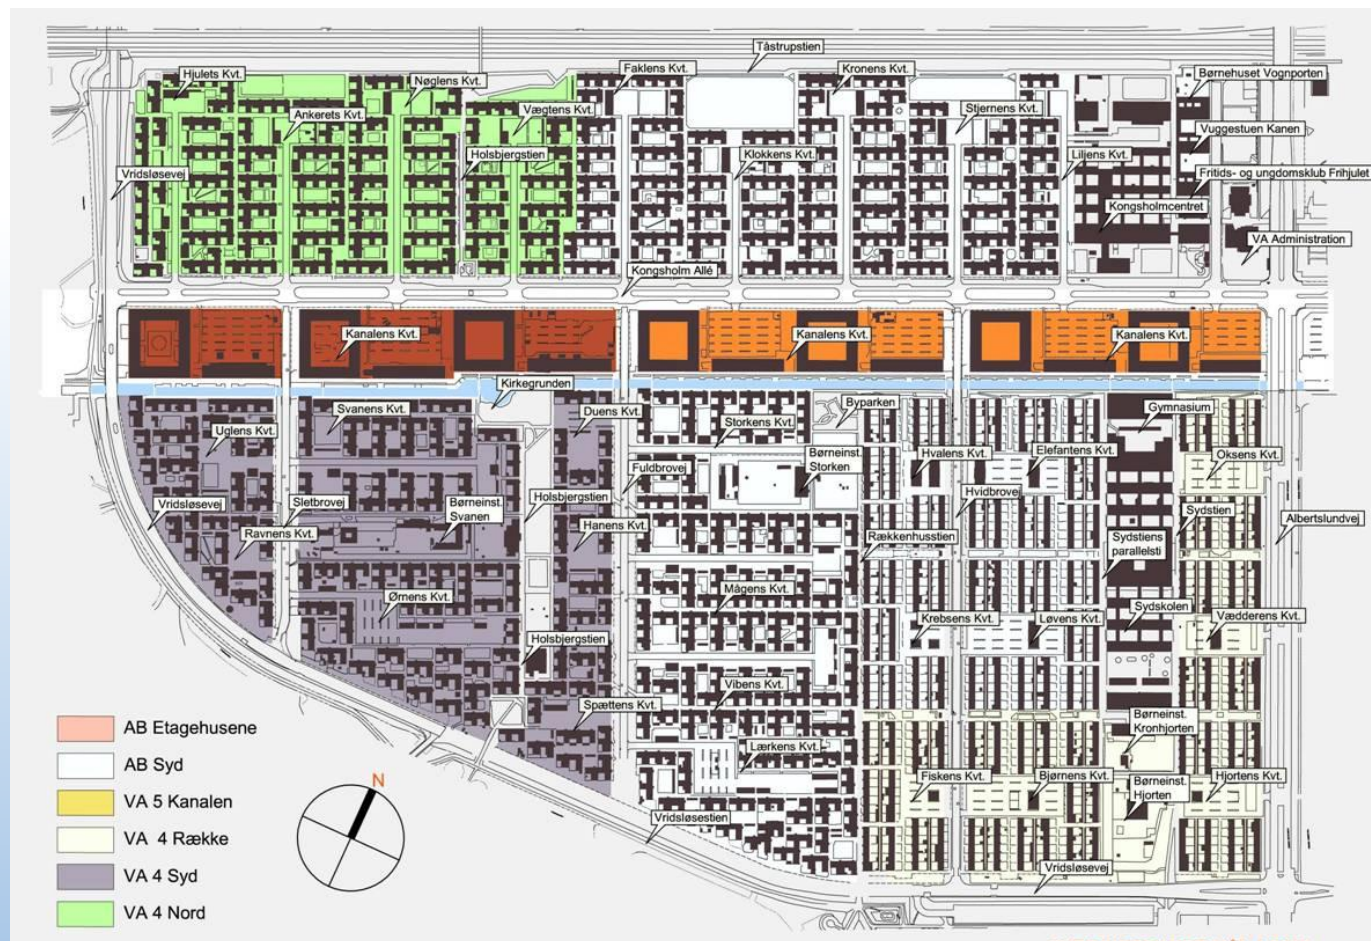 Tåstrupstien
Hjulets Kvt.
Nøglens Kvt.
Faklens Kvt.
Kronens Kvt.
Børnehuset Vognporten
Ankerets Kvt.
Vægtens Kvt.
Stjernens Kvt.
Vuggestuen Kanen
Vridsløsevej
Holsbjergstien
Klokkens Kvt.
Liljens Kvt.
Fritids- og ungdomsklub Frihjulet
Kongsholmcentret
VA Administration
Kongsholm Allé
Kanalens Kvt.
Kanalens Kvt.
Kanalens Kvt.
Kirkegrunden
Svanens Kvt.
Duens Kvt.
Byparken
Gymnasium
Uglens Kvt.
Storkens Kvt.
Børneinst.
Storken
Hvalens Kvt.
Elefantens Kvt.
Oksens Kvt.
Fuldbrovej
Vridsløsevej
Sletbrovej
Børneinst.
Svanen
Holsbjergstien
Hvidbrovej
Sydstien
Albertslundvej
Ravnens Kvt.
Hanens Kvt.
Rækkenhusstien
Sydstiens
parallelsti
Ørnens Kvt.
Mågens Kvt.
Krebsens Kvt.
Løvens Kvt.
Sydskolen
Vædderens Kvt.
Holsbjergstien
Vibens Kvt.
Spættens Kvt.
Børneinst.
Kronhjorten
Lærkens Kvt.
Fiskens Kvt.
Bjørnens Kvt.
Børneinst.
Hjorten
Hjortens Kvt.
Vridsløsestien
Vridsløsevej
N
AB Etagehusene
AB Syd
VA 5 Kanalen
VA 4 Række
VA 4 Syd
VA 4 Nord